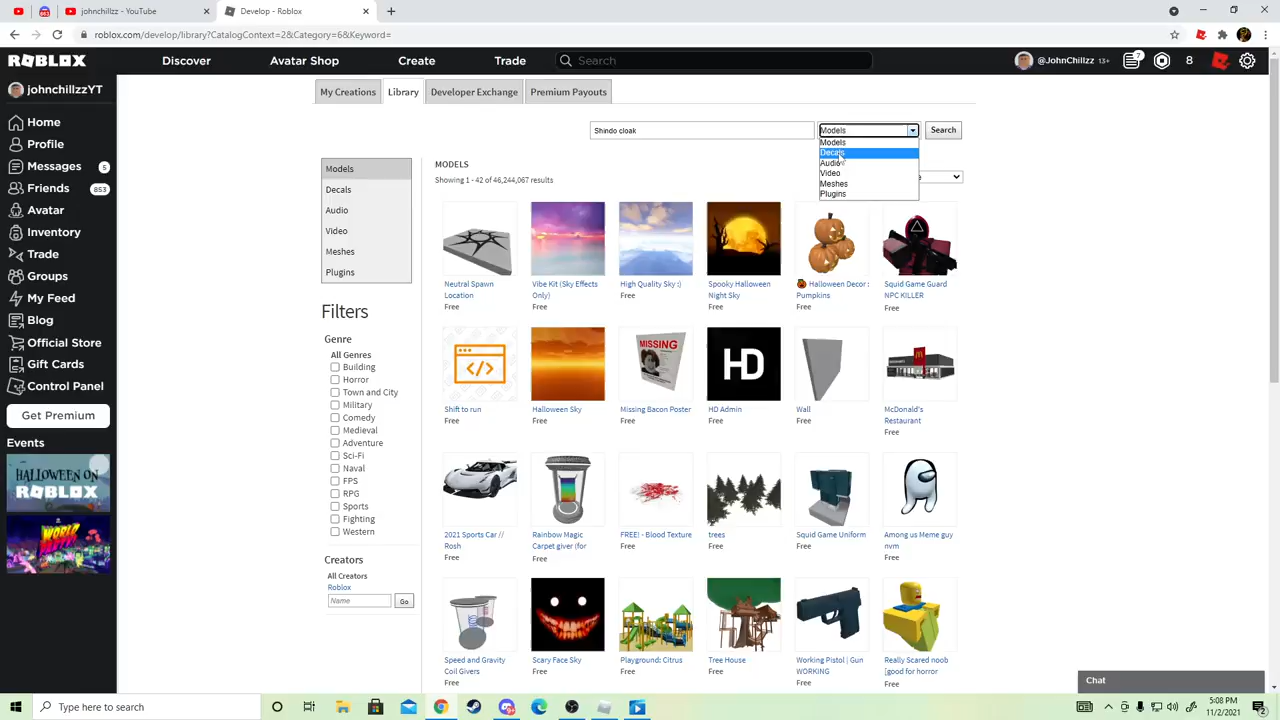 johnchillzz - YouTube
Develop - Roblox
roblox.com/develop/library?CatalogContext=2&Category=6&Keyword=
ROBLOX
Discover
Avatar Shop
Create
Trade
Search
@JohnChillzz 13+
7
8
johnchillzzYT
Home
Profile
Messages 5
Friends 853
Avatar
Inventory
Trade
Groups
My Feed
Blog
Official Store
Gift Cards
Control Panel
Get Premium
Events
HALLOWEEN ON
ROBLOX
My Creations
Library
Developer Exchange
Premium Payouts
Shindo cloak
Models
Search
Models
Decals
Audio
Video
Meshes
Plugins
Models
Decals
Audio
Video
Meshes
Plugins
MODELS
Showing 1 - 42 of 46,244,067 results
Filters
Genre
All Genres
Building
Horror
Town and City
Military
Comedy
Medieval
Adventure
Sci-Fi
Naval
FPS
RPG
Sports
Fighting
Western
Creators
All Creators
Roblox
Name
Go
Neutral Spawn
Location
Free
Vibe Kit (Sky Effects
Only)
Free
High Quality Sky :)
Free
Spooky Halloween
Night Sky
Free
🎃 Halloween Decor :
Pumpkins
Free
Squid Game Guard
NPC KILLER
Free
</>
MISSING
HD
Shift to run
Free
Halloween Sky
Free
Missing Bacon Poster
Free
HD Admin
Free
Wall
Free
McDonald's
Restaurant
Free
2021 Sports Car //
Rosh
Free
Rainbow Magic
Carpet giver (for
Free
FREE! - Blood Texture
Free
trees
Free
Squid Game Uniform
Free
Among us Meme guy
nvm
Free
Speed and Gravity
Coil Givers
Free
Scary Face Sky
Free
Playground: Citrus
Free
Tree House
Free
Working Pistol | Gun
WORKING
Free
Really Scared noob
[good for horror
Free
Chat
Type here to search
5:08 PM
11/2/2021
2